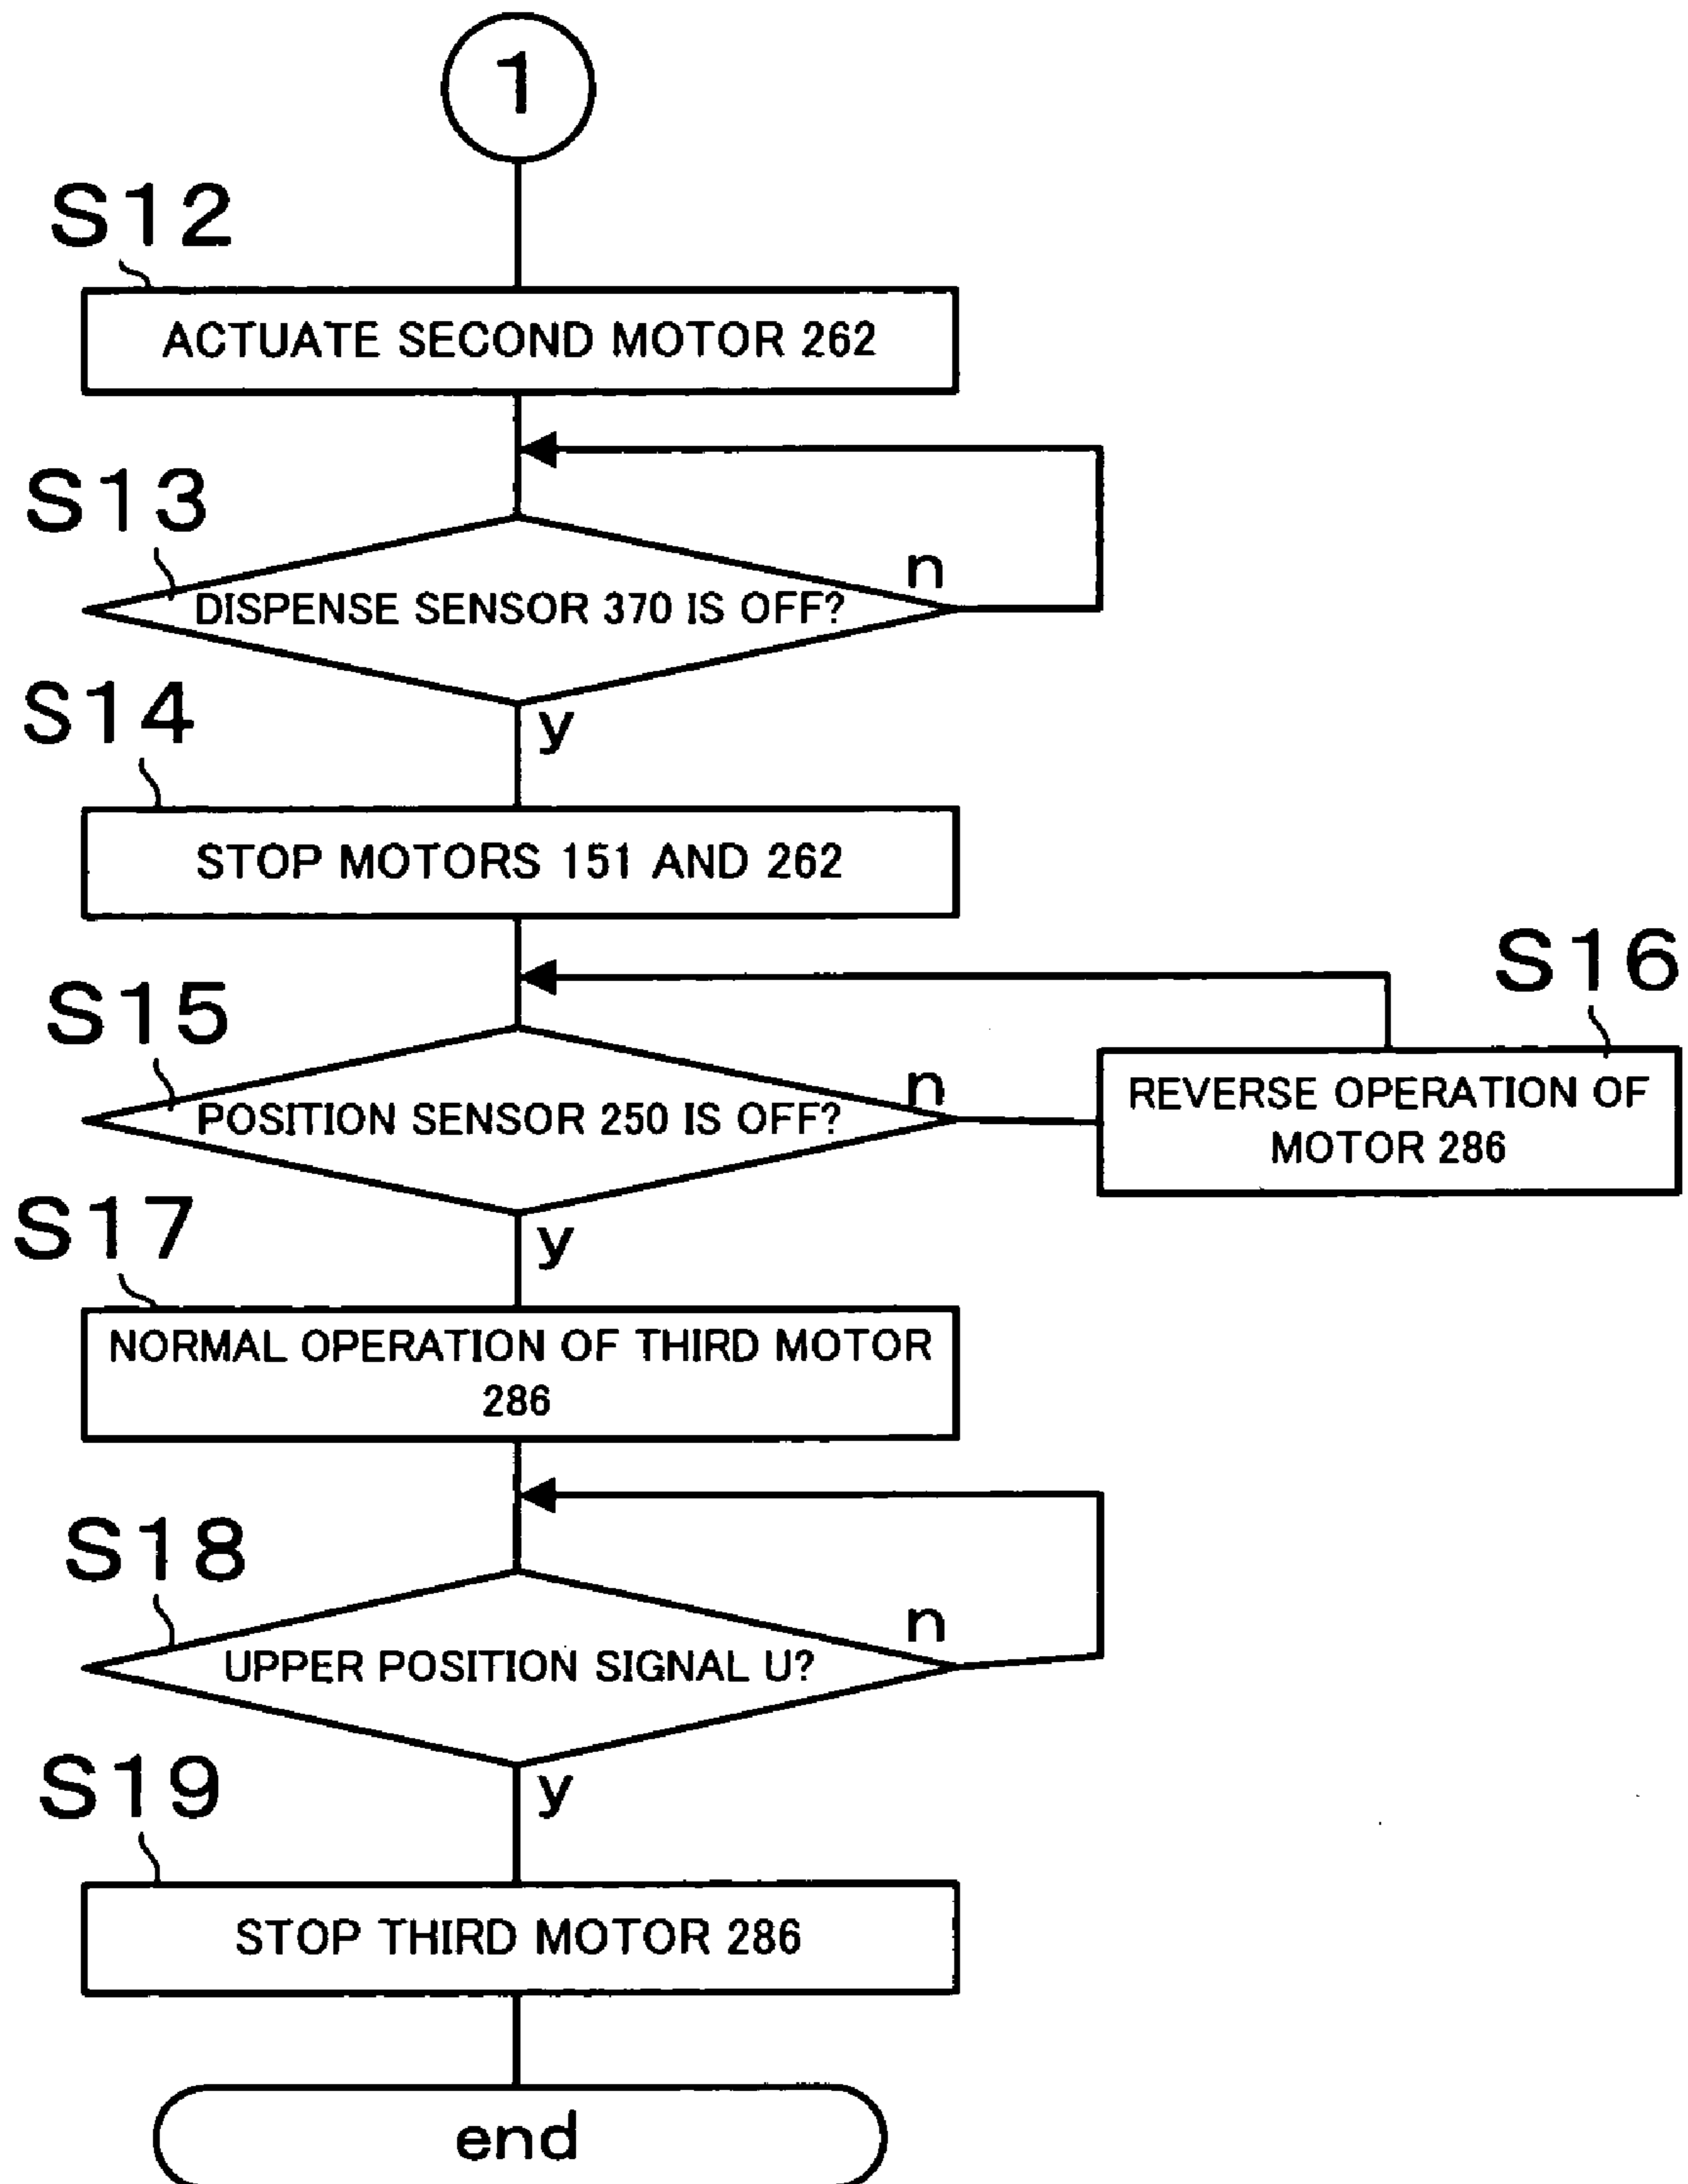 1
S12
ACTUATE SECOND MOTOR 262
S13
n
DISPENSE SENSOR 370 IS OFF?
y
S14
STOP MOTORS 151 AND 262
S15
n
POSITION SENSOR 250 IS OFF?
S16
REVERSE OPERATION OF
MOTOR 286
y
S17
NORMAL OPERATION OF THIRD MOTOR
286
S18
n
UPPER POSITION SIGNAL U?
y
S19
STOP THIRD MOTOR 286
end